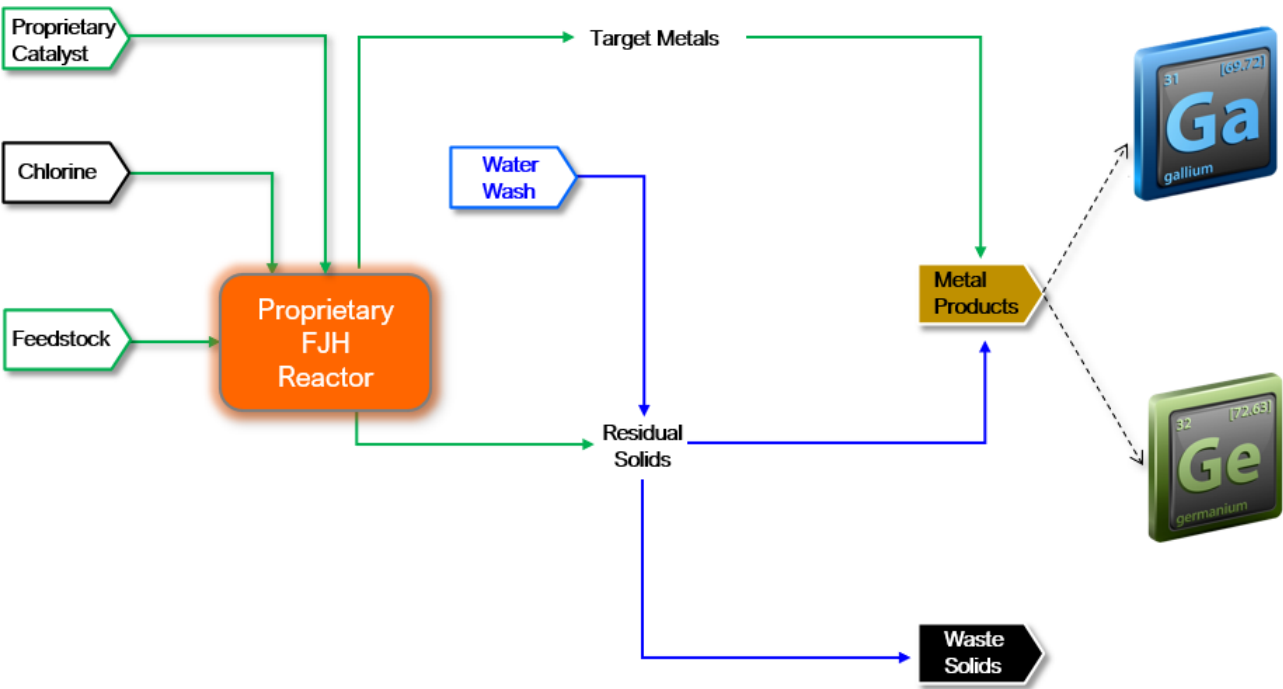 Proprietary
Catalyst
Target Metals
31 [69.72]
Ga
gallium
Chlorine
Water
Wash
Proprietary
FJH
Reactor
Metal
Products
Feedstock
32 [72.63]
Ge
germanium
Residual
Solids
Waste
Solids